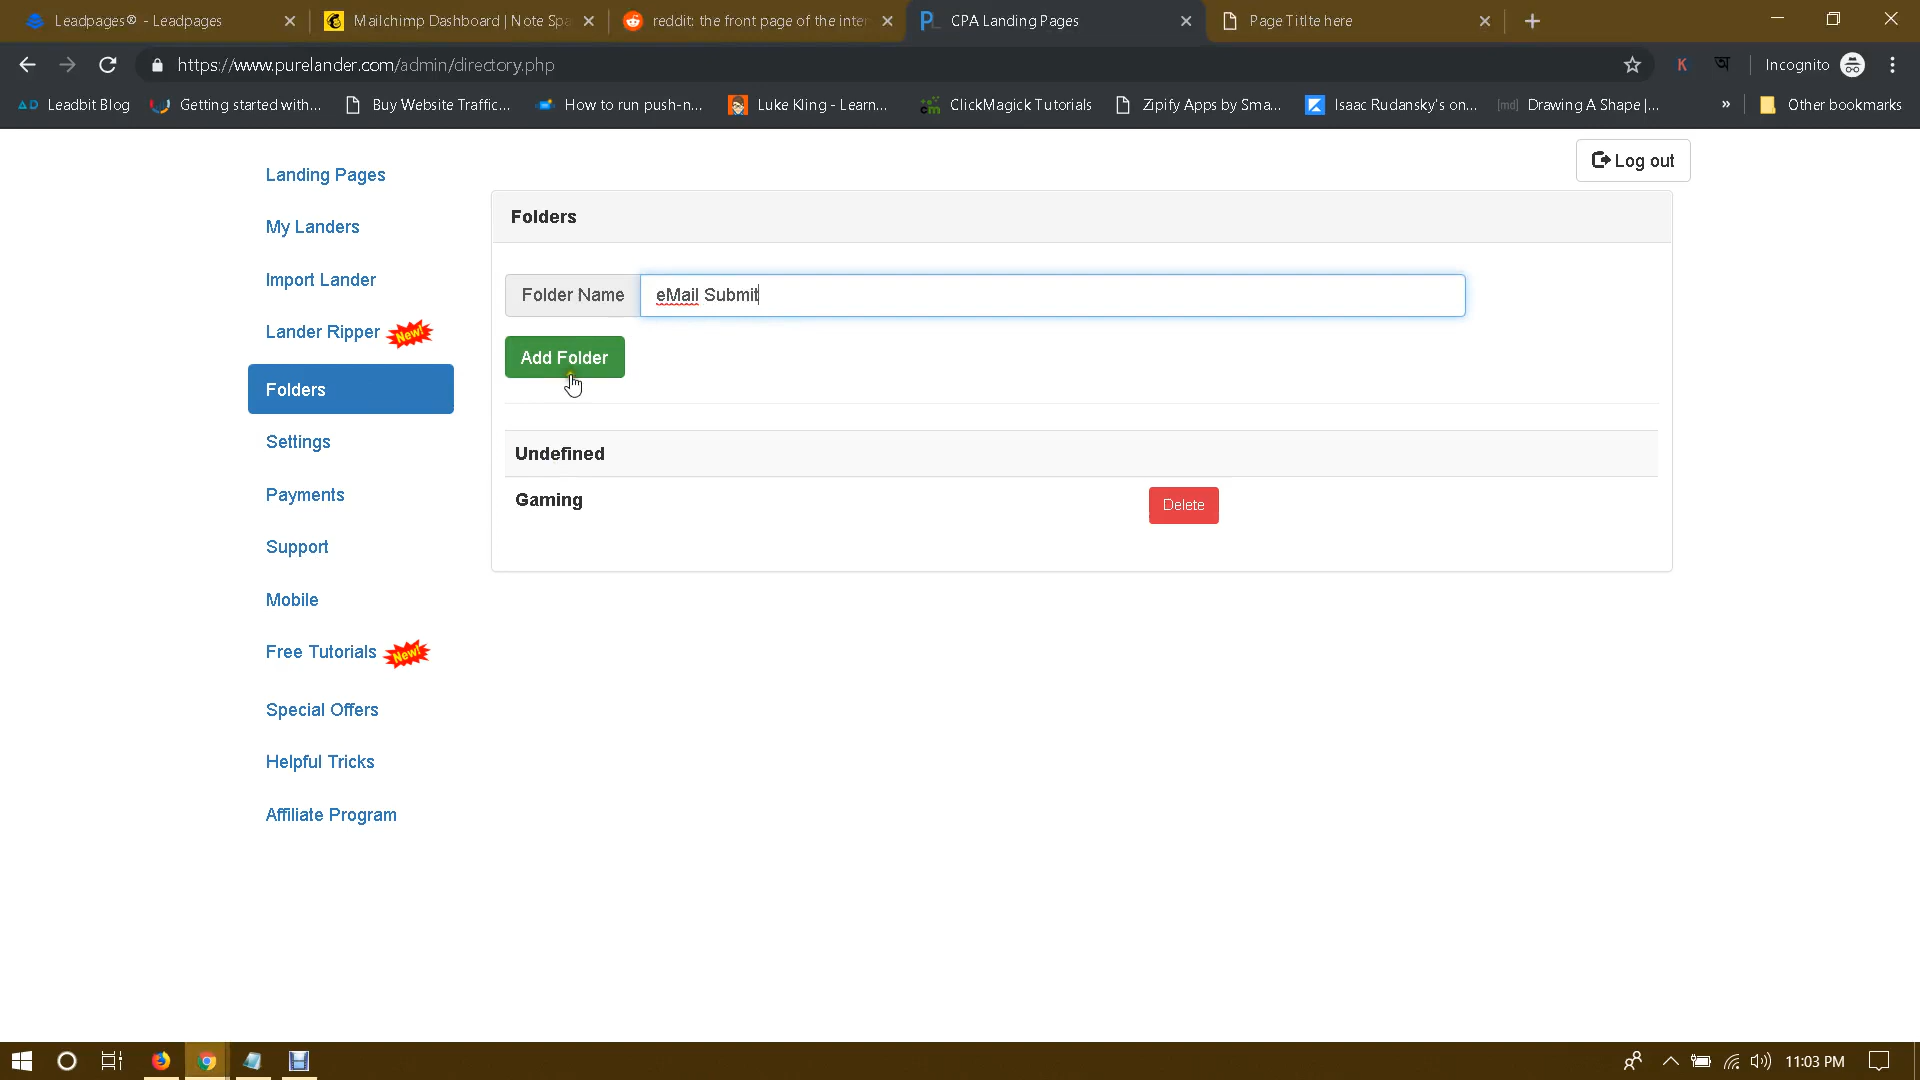 Leadpages® - Leadpages
Mailchimp Dashboard | Note Spa
reddit: the front page of the inter
CPA Landing Pages
Page Titlte here
https://www.purelander.com/admin/directory.php
Incognito
Leadbit Blog
Getting started with...
Buy Website Traffic...
How to run push-n...
Luke Kling - Learn...
ClickMagick Tutorials
Zipify Apps by Sma...
Isaac Rudansky's on...
[md] Drawing A Shape |...
»
Other bookmarks
Log out
Landing Pages
My Landers
Import Lander
Lander Ripper New!
Folders
Settings
Payments
Support
Mobile
Free Tutorials New!
Special Offers
Helpful Tricks
Affiliate Program
Folders
Folder Name
eMail Submit
Add Folder
Undefined
Gaming
Delete
11:03 PM